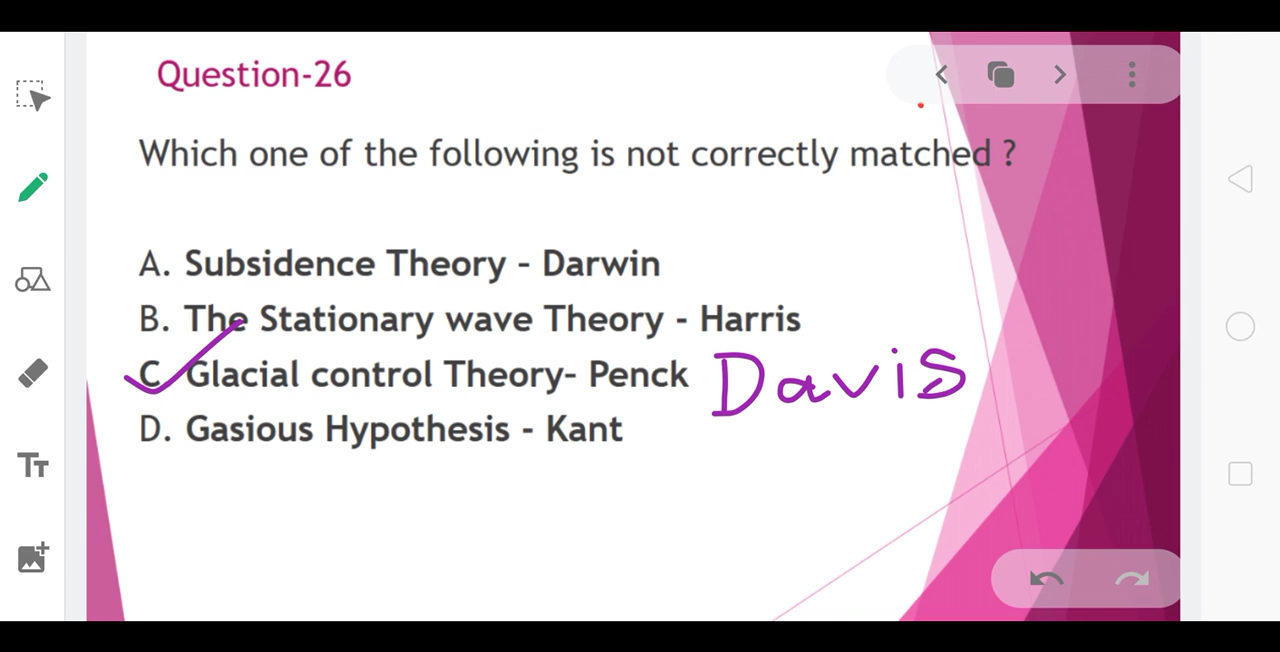 Question-26
Which one of the following is not correctly matched ?
A. Subsidence Theory - Darwin
B. The Stationary wave Theory - Harris
C Glacial control Theory- Penck Davis
D. Gasious Hypothesis - Kant
TT